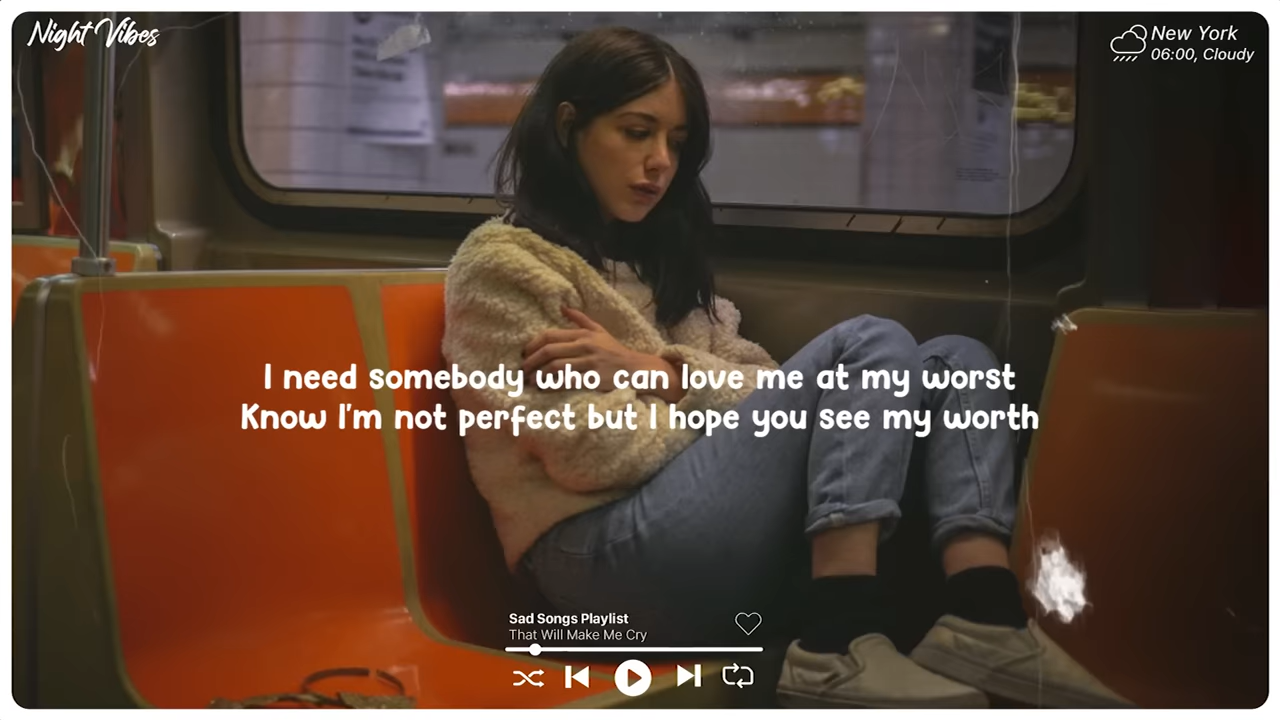 Night Vibes
New York
06:00, Cloudy
I need somebody who can love me at my worst
Know I'm not perfect but I hope you see my worth
Sad Songs Playlist
That Will Make Me Cry